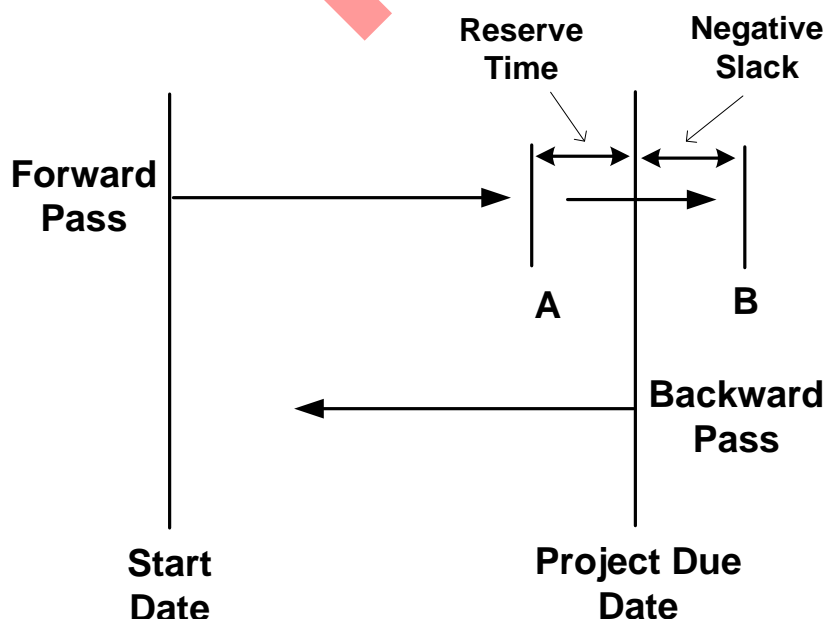 Reserve
Time
Negative
Slack
Forward
Pass
A
B
Backward
Pass
Start
Date
Project Due
Date